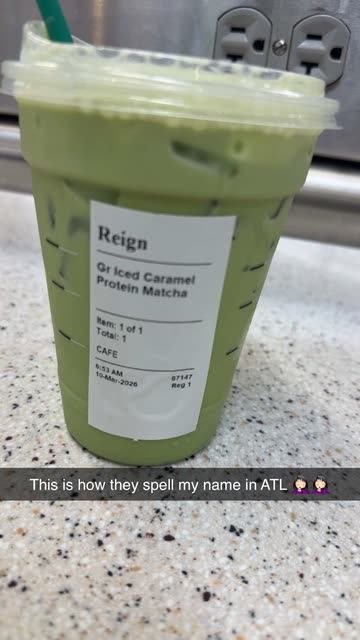 Reign
Gr Iced Caramel
Protein Matcha
Item: 1 of 1
Total: 1
CAFE
6:53 AM 87147
10-Mar-2026 Reg 1
This is how they spell my name in ATL 🤦🏻‍♀️🤦🏻‍♀️